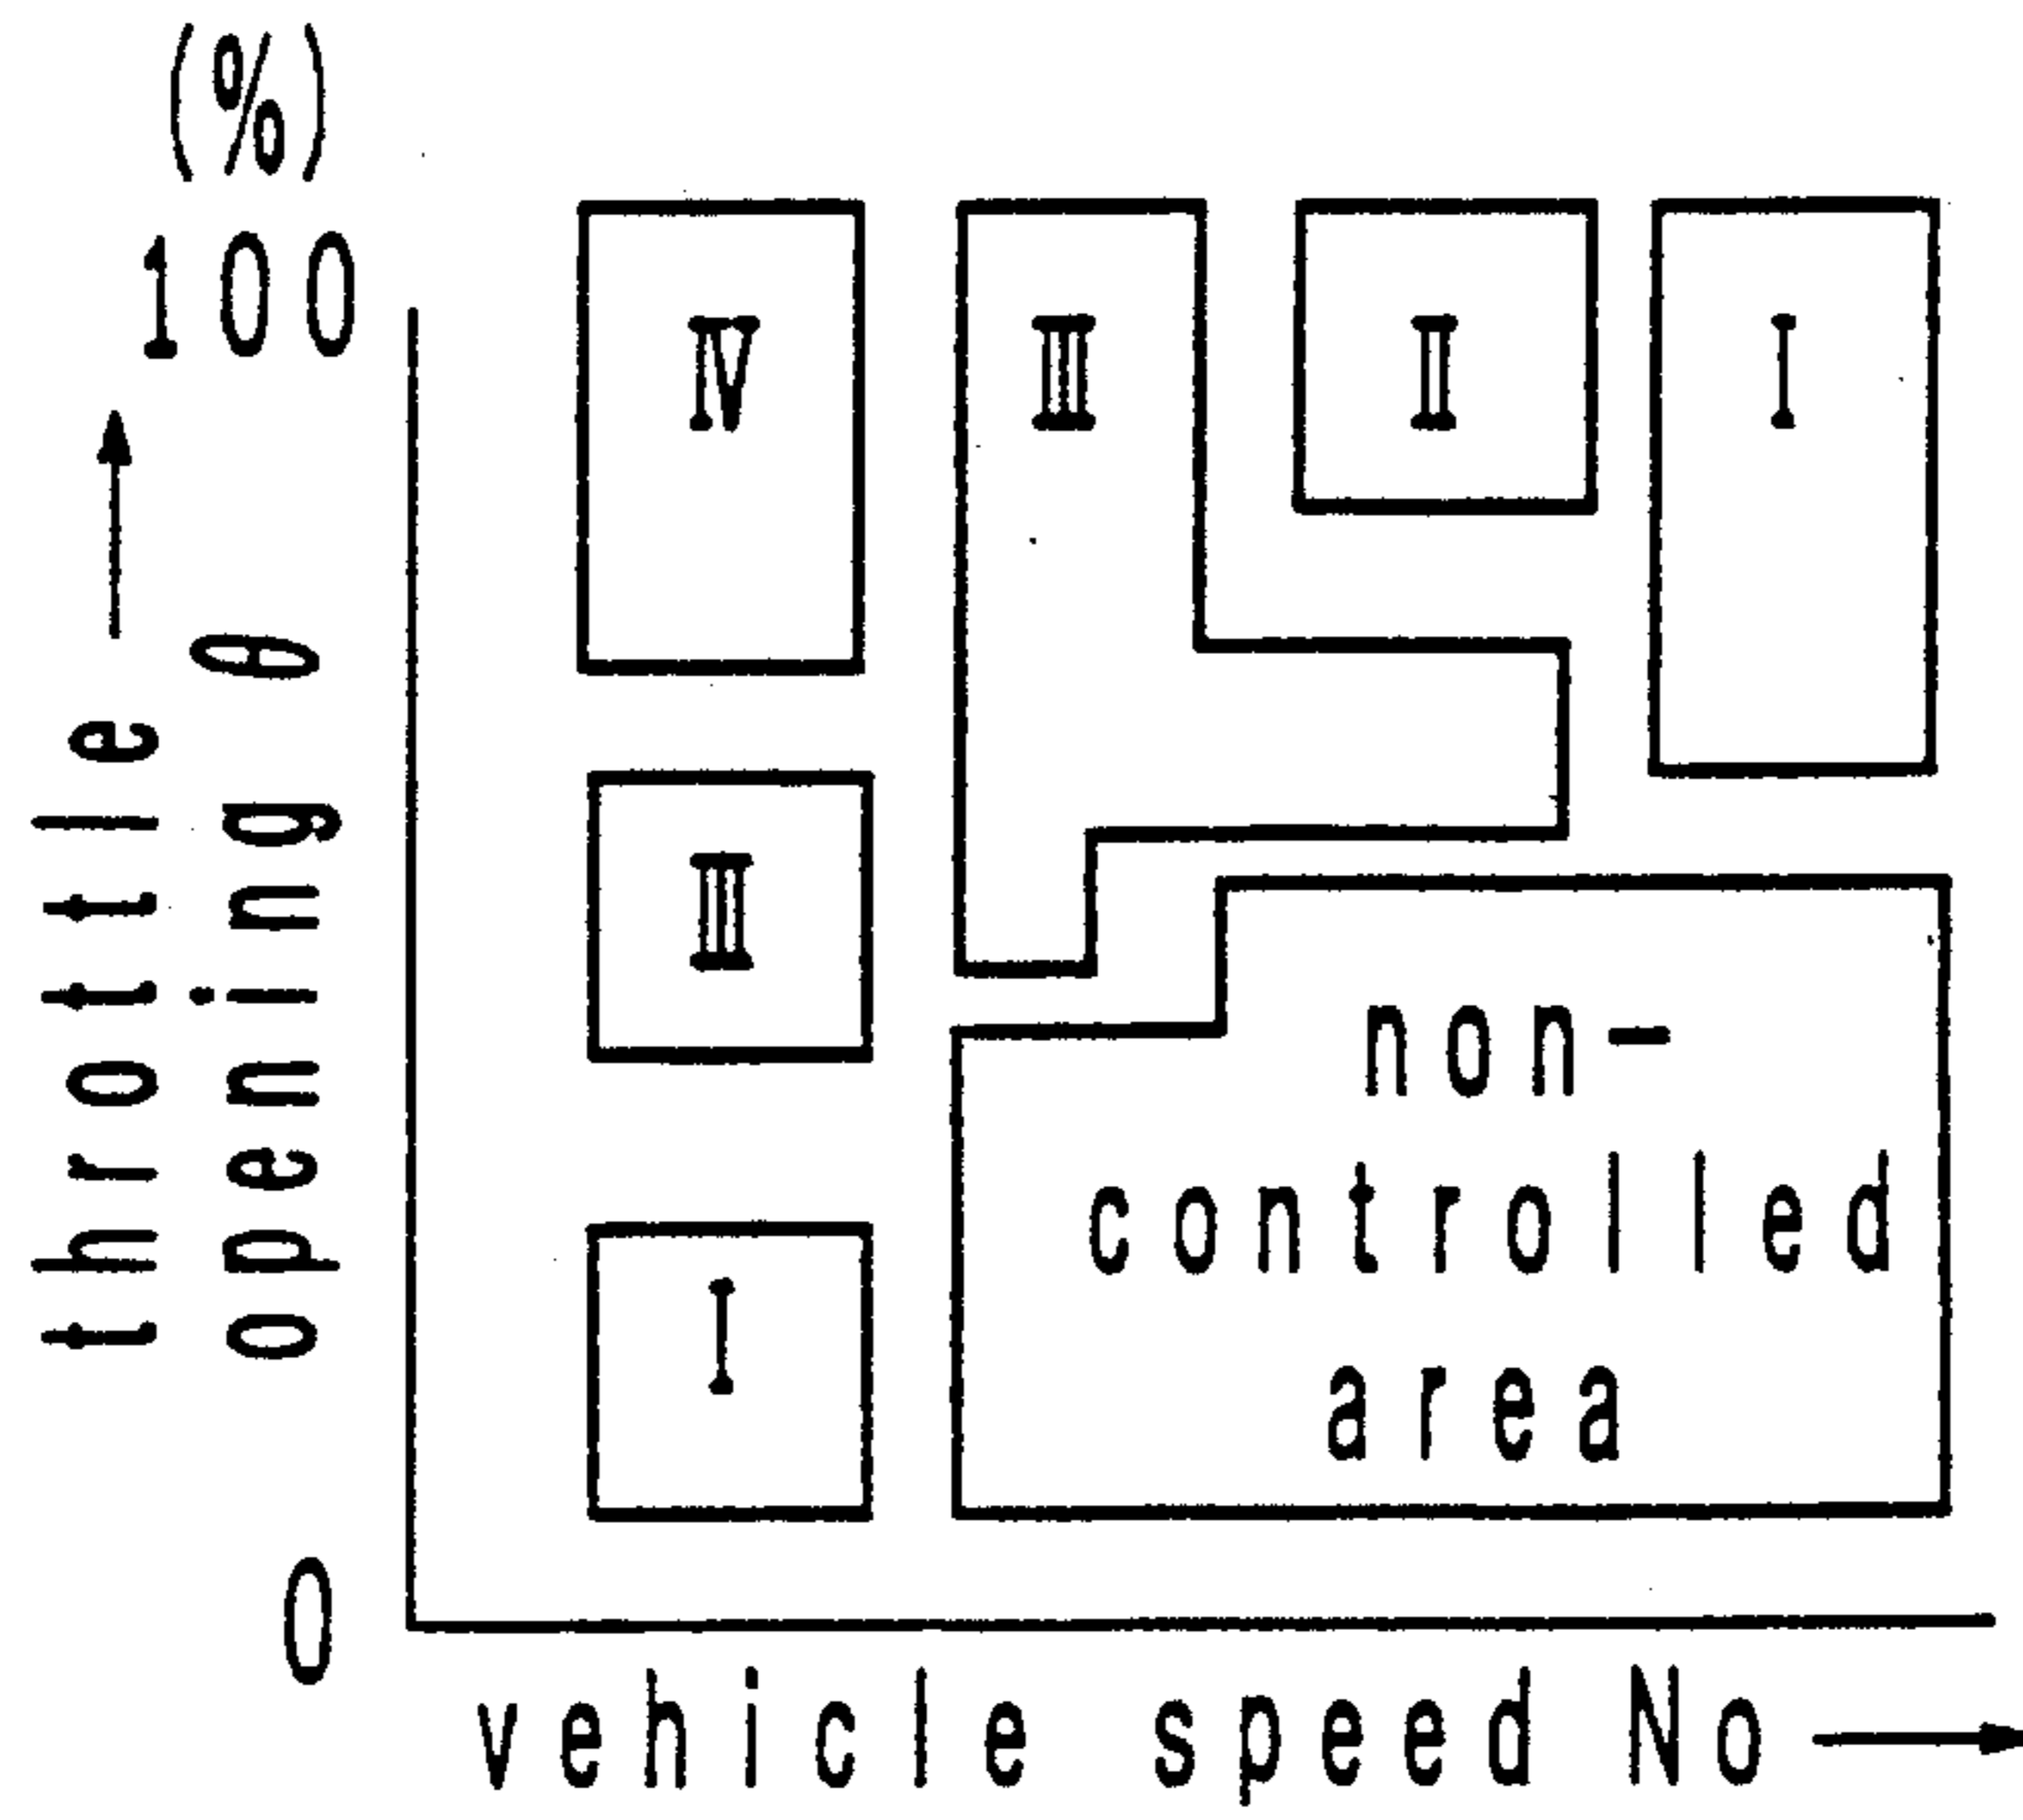 (%)
100
throttle
opening θ
0
IV
III
II
I
III
I
non-
controlled
area
vehicle speed No